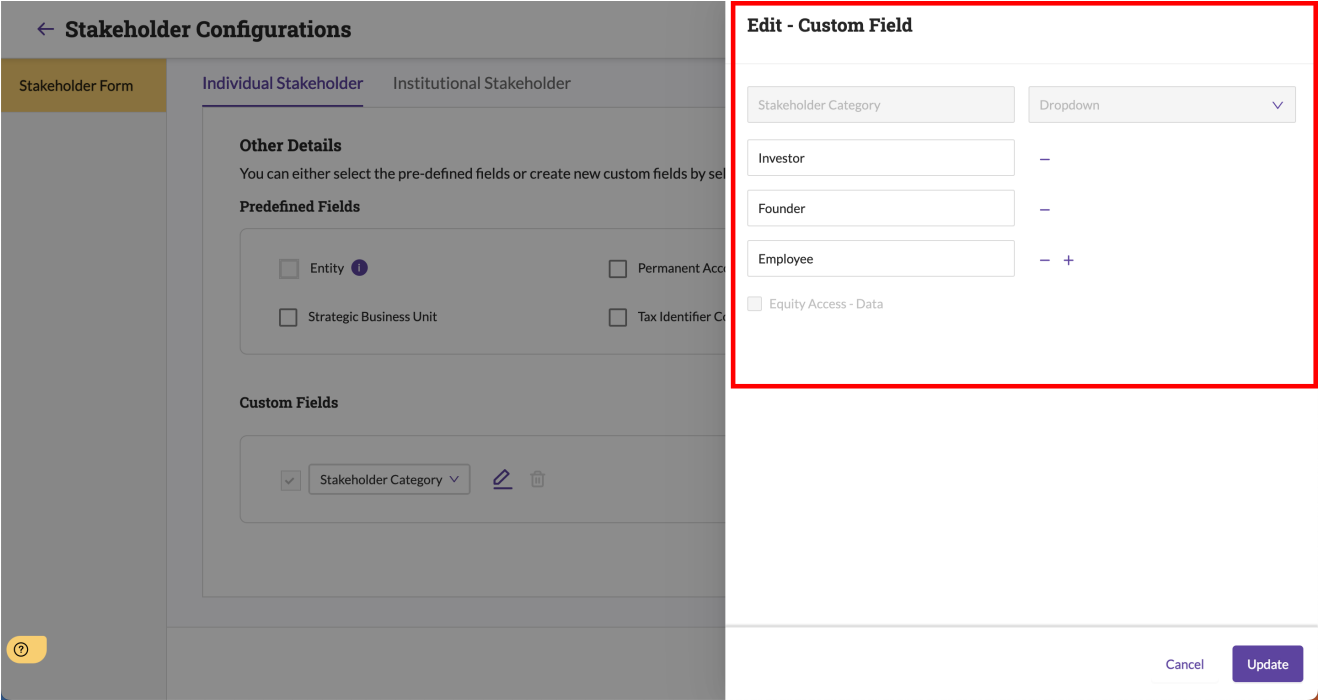 Stakeholder Configurations
Stakeholder Form
Individual Stakeholder
Institutional Stakeholder
Other Details
You can either select the pre-defined fields or create new custom fields by
Predefined Fields
Entity
Permanent
Strategic Business Unit
Tax Identifier
Custom Fields
Stakeholder Category
Edit - Custom Field
Stakeholder Category
Dropdown
Investor
Founder
Employee
Equity Access - Data
Cancel
Update